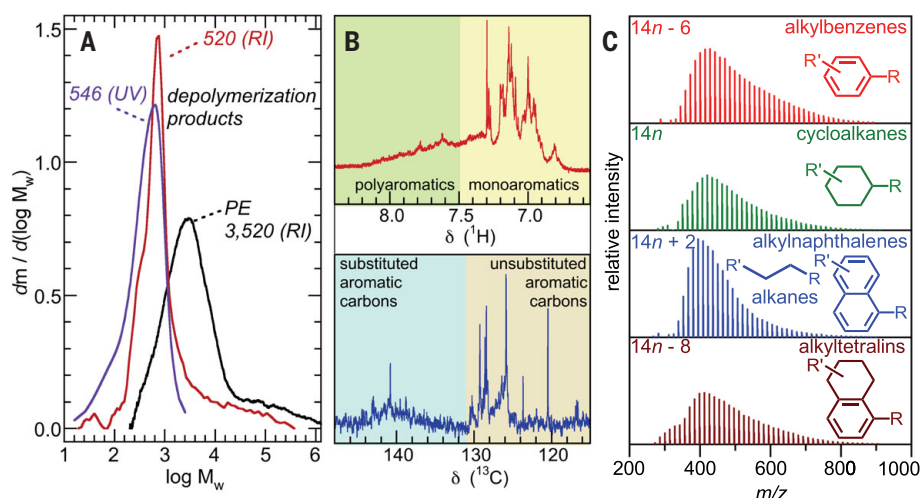 A
1.5
1.0
0.5
0.0
dm / d(log Mw)
520 (RI)
546 (UV)
depolymerization
products
PE
3,520 (RI)
1 2 3 4 5 6
log Mw
B
polyaromatics monoaromatics
8.0 7.5 7.0
δ (¹H)
substituted
aromatic
carbons
unsubstituted
aromatic
carbons
140 130 120
δ (¹³C)
C
relative intensity
14n - 6 alkylbenzenes
R' R
14n cycloalkanes
R' R
14n + 2 alkylnaphthalenes
R' R
alkanes
R' R
14n - 8 alkyltetralins
R' R
200 400 600 800 1000
m/z